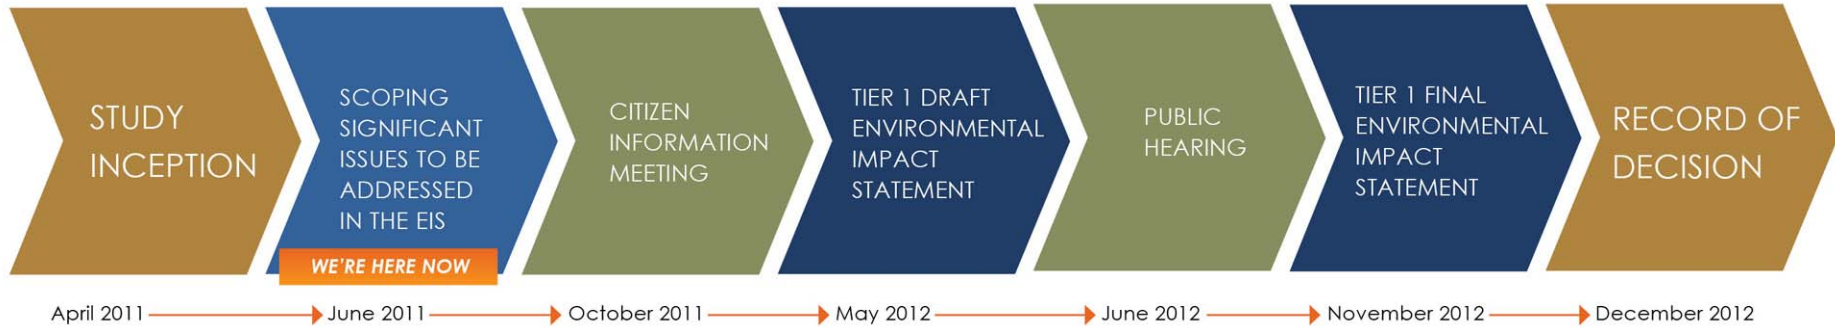 STUDY
INCEPTION
SCOPING
SIGNIFICANT
ISSUES TO BE
ADDRESSED
IN THE EIS
WE'RE HERE NOW
CITIZEN
INFORMATION
MEETING
TIER 1 DRAFT
ENVIRONMENTAL
IMPACT
STATEMENT
PUBLIC
HEARING
TIER 1 FINAL
ENVIRONMENTAL
IMPACT
STATEMENT
RECORD OF
DECISION
April 2011
June 2011
October 2011
May 2012
June 2012
November 2012
December 2012